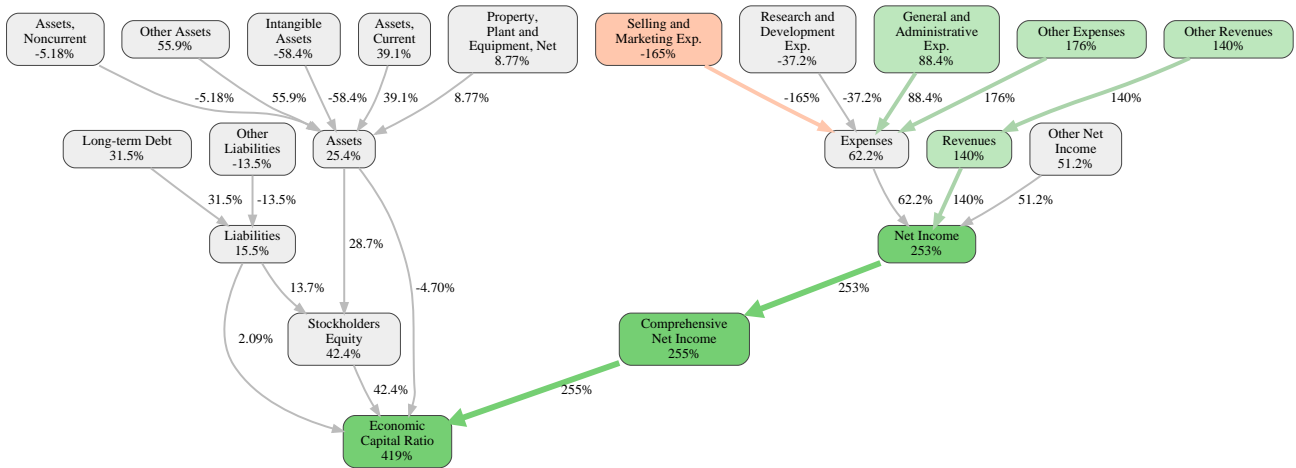 Assets,
Noncurrent
-5.18%
Other Assets
55.9%
Intangible
Assets
-58.4%
Assets,
Current
39.1%
Property,
Plant and
Equipment, Net
8.77%
Selling and
Marketing Exp.
-165%
Research and
Development
Exp.
-37.2%
General and
Administrative
Exp.
88.4%
Other Expenses
176%
Other Revenues
140%
-5.18%
55.9%
-58.4%
39.1%
8.77%
-165%
-37.2%
88.4%
176%
140%
Long-term Debt
31.5%
Other
Liabilities
-13.5%
Assets
25.4%
Expenses
62.2%
Revenues
140%
Other Net
Income
51.2%
31.5%
-13.5%
62.2%
140%
51.2%
Liabilities
15.5%
28.7%
Net Income
253%
13.7%
-4.70%
253%
2.09%
Stockholders
Equity
42.4%
Comprehensive
Net Income
255%
42.4%
255%
Economic
Capital Ratio
419%